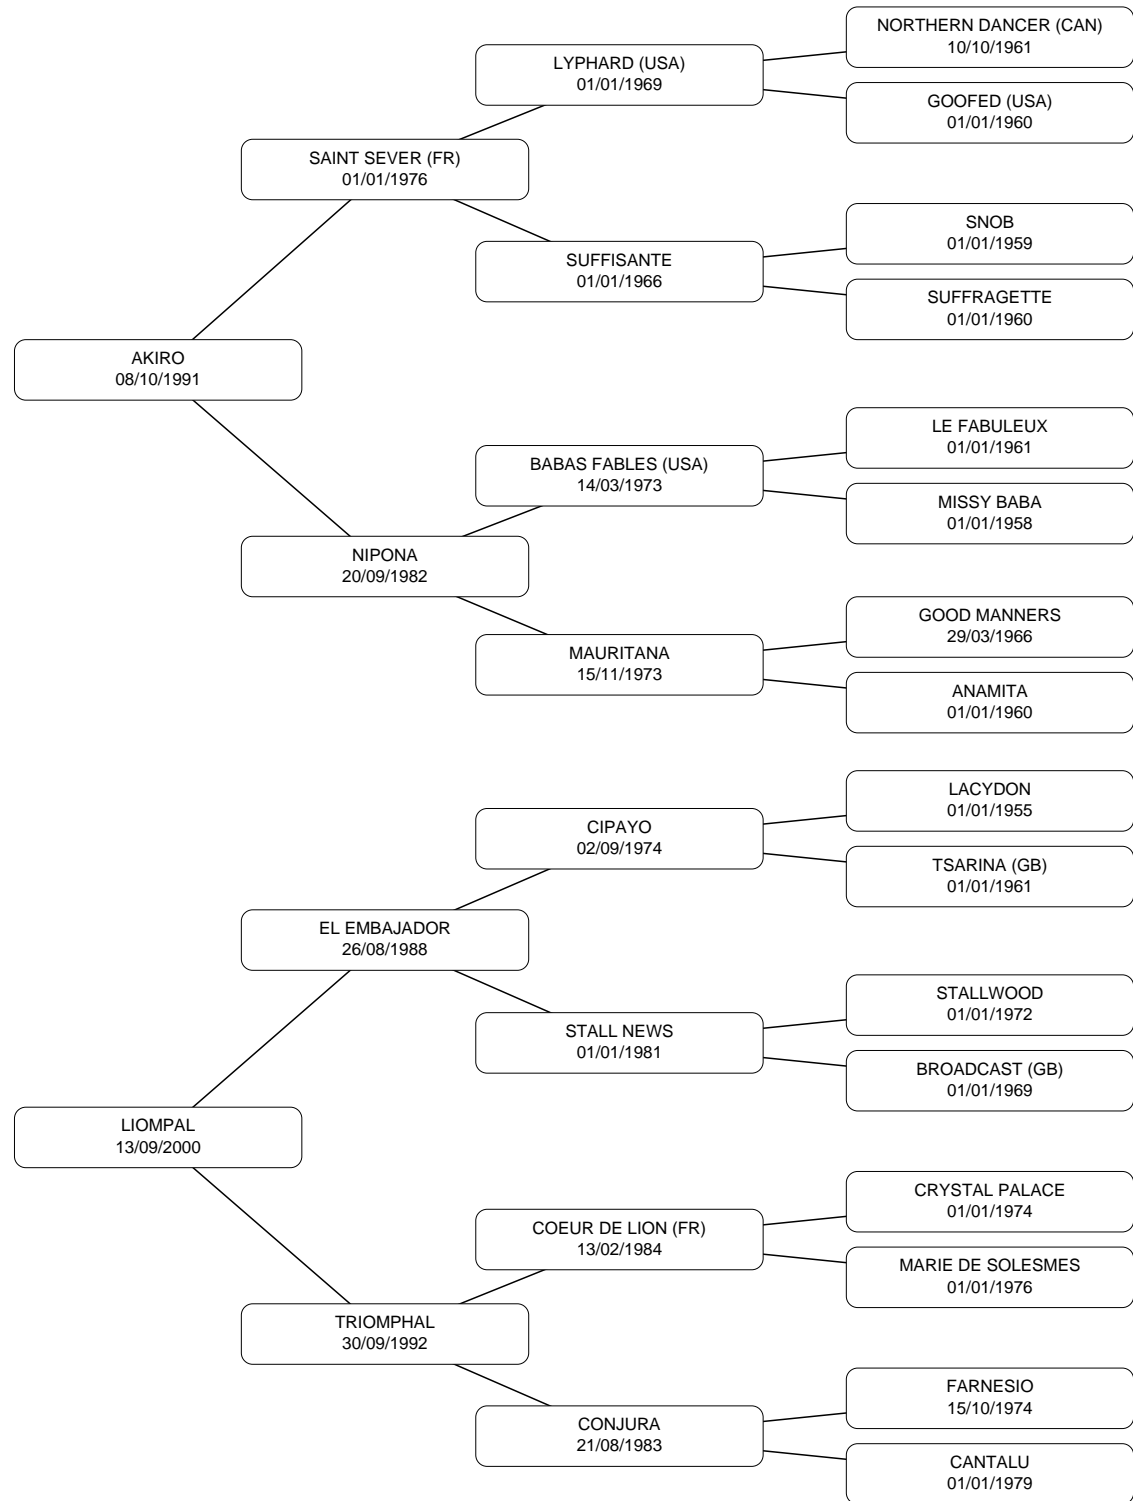 NORTHERN DANCER (CAN)
10/10/1961
LYPHARD (USA)
01/01/1969
GOOFED (USA)
01/01/1960
SAINT SEVER (FR)
01/01/1976
SNOB
01/01/1959
SUFFISANTE
01/01/1966
SUFFRAGETTE
01/01/1960
AKIRO
08/10/1991
LE FABULEUX
01/01/1961
BABAS FABLES (USA)
14/03/1973
MISSY BABA
01/01/1958
NIPONA
20/09/1982
GOOD MANNERS
29/03/1966
MAURITANA
15/11/1973
ANAMITA
01/01/1960
LACYDON
01/01/1955
CIPAYO
02/09/1974
TSARINA (GB)
01/01/1961
EL EMBAJADOR
26/08/1988
STALLWOOD
01/01/1972
STALL NEWS
01/01/1981
BROADCAST (GB)
01/01/1969
LIOMPAL
13/09/2000
CRYSTAL PALACE
01/01/1974
COEUR DE LION (FR)
13/02/1984
MARIE DE SOLESMES
01/01/1976
TRIOMPHAL
30/09/1992
FARNESIO
15/10/1974
CONJURA
21/08/1983
CANTALU
01/01/1979